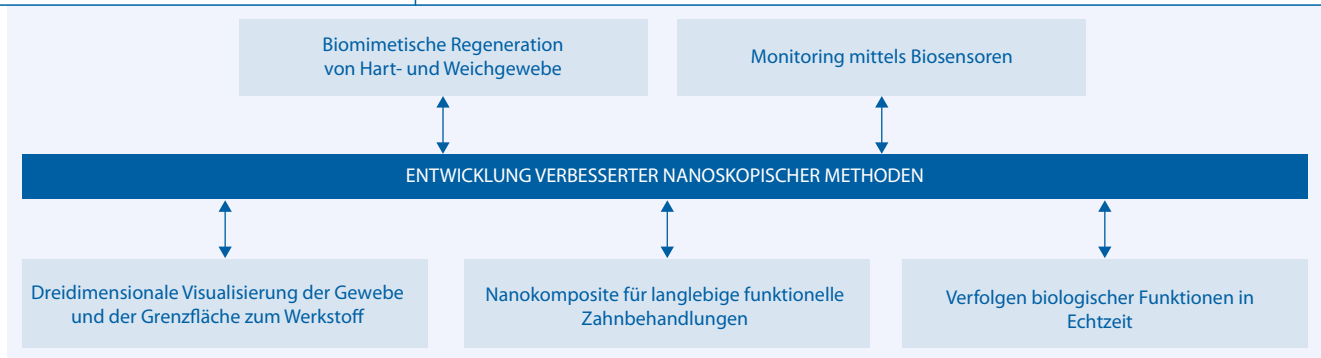 Biomimetische Regeneration
von Hart- und Weichgewebe
Monitoring mittels Biosensoren
ENTWICKLUNG VERBESSERTER NANOSKOPISCHER METHODEN
Dreidimensionale Visualisierung der Gewebe
und der Grenzfläche zum Werkstoff
Nanokomposite für langlebige funktionelle
Zahnbehandlungen
Verfolgen biologischer Funktionen in
Echtzeit